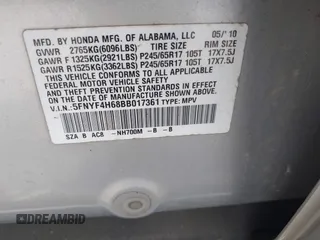 MFD. BY HONDA MFG. OF ALABAMA, LLC 05/'10
GVWR 2765KG(6096LBS) TIRE SIZE RIM SIZE
GAWR F 1325KG(2921LBS) P245/65R17 105T 17X7.5J
GAWR R1525KG(3362LBS) P245/65R17 105T 17X7.5J
THIS VEHICLE CONFORMS TO ALL APPLICABLE
FEDERAL MOTOR VEHICLE SAFETY AND THEFT
PREVENTION STANDARDS IN EFFECT ON THE
DATE OF MANUFACTURE SHOWN ABOVE.
V.I.N.:5FNYF4H68BB017361 TYPE: MPV
SZA B AC8 -NH700M -B -B
© DREAMBID
DREAMBID.COM